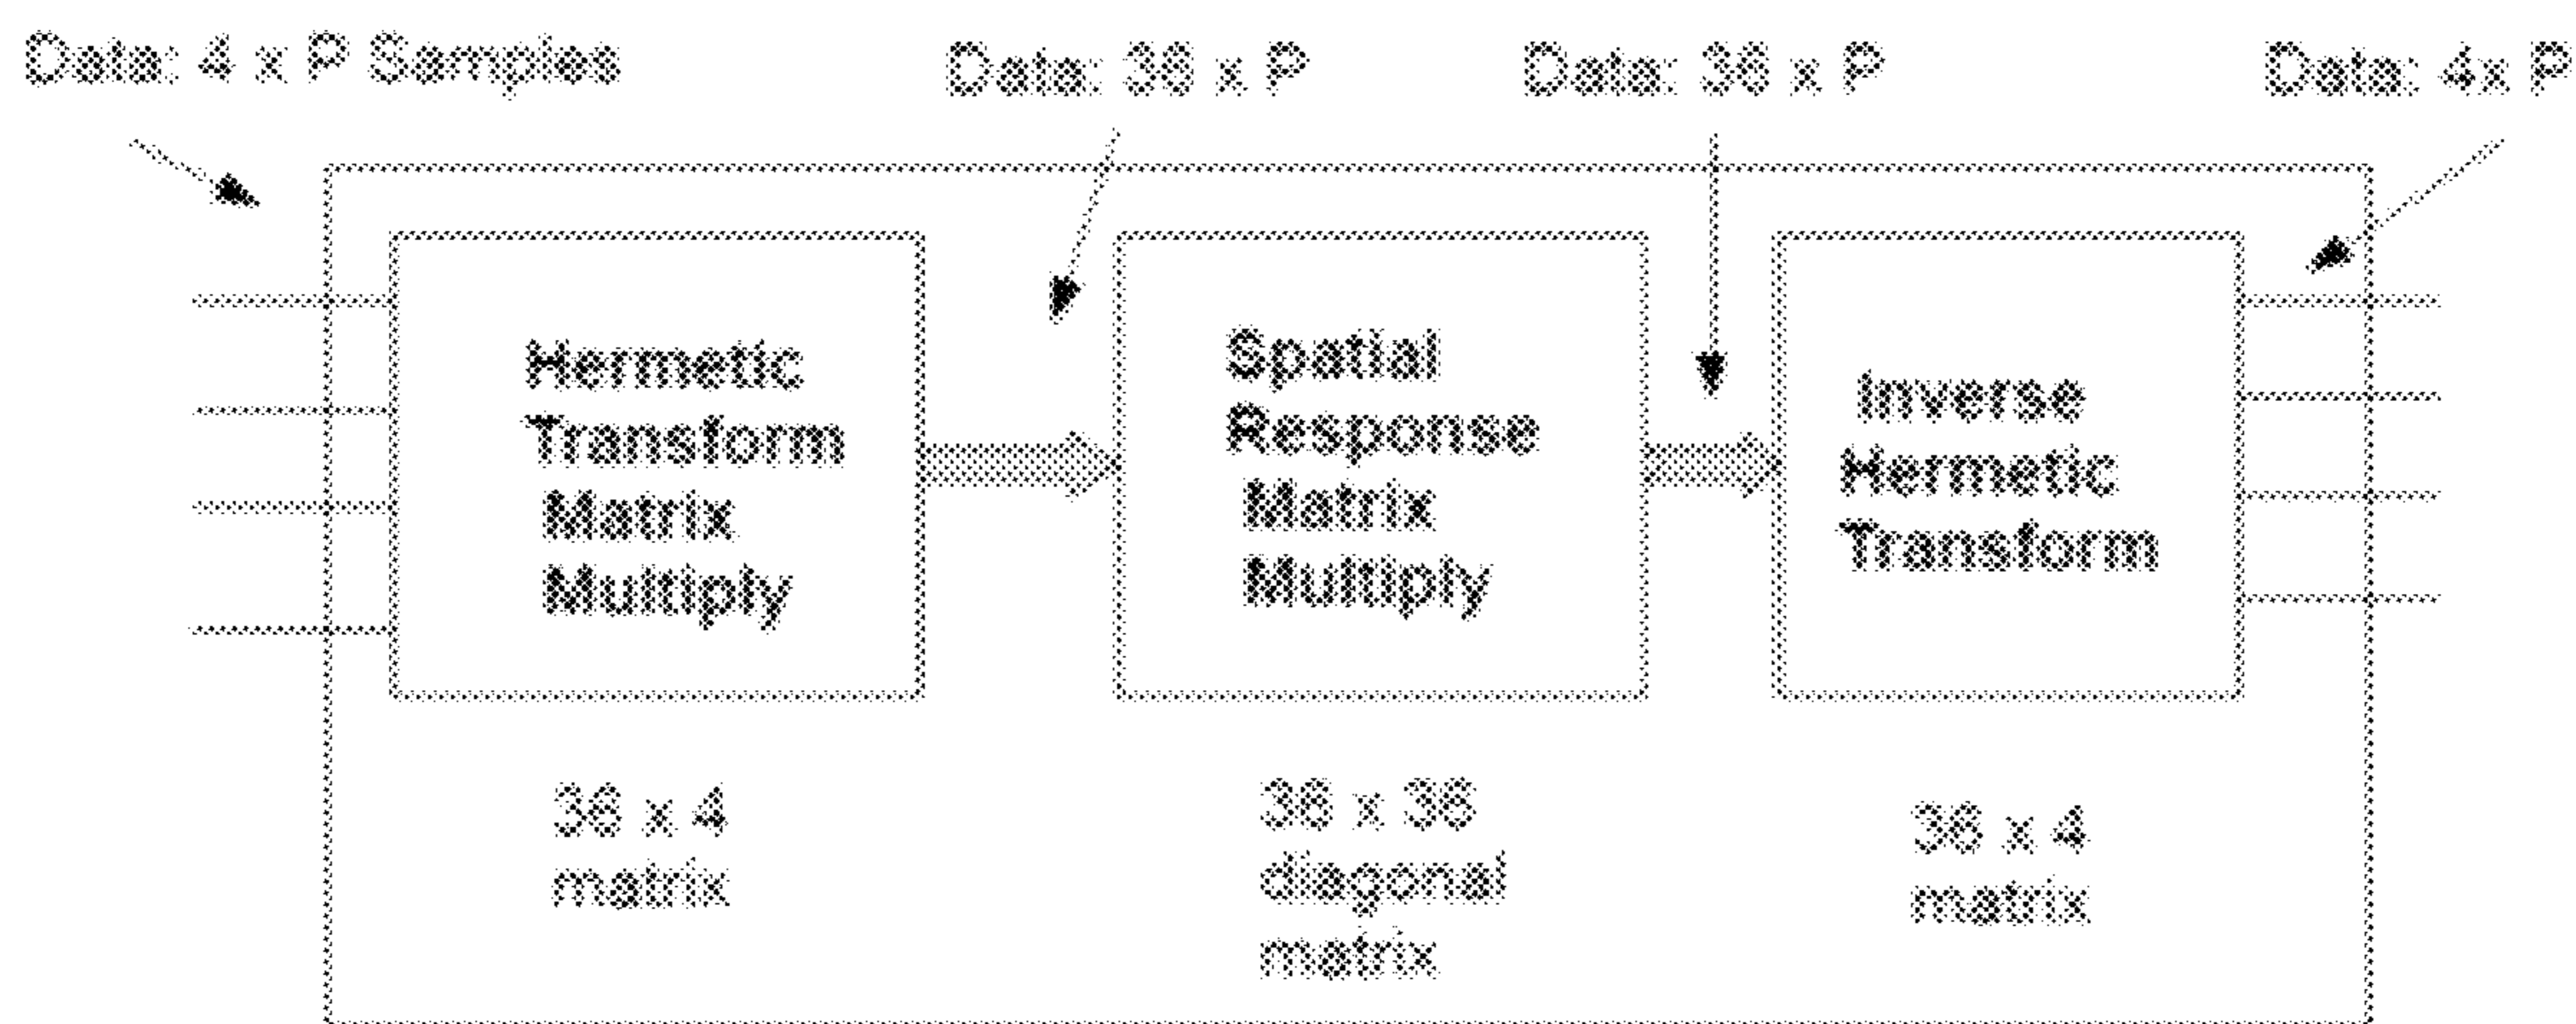 Data: 4 x P Samples
Data: 36 x P
Data: 36 x P
Data: 4x P
Hermetic
Transform
Matrix
Multiply
Spatial
Response
Matrix
Multiply
Inverse
Hermetic
Transform
36 x 4
matrix
36 x 36
diagonal
matrix
36 x 4
matrix